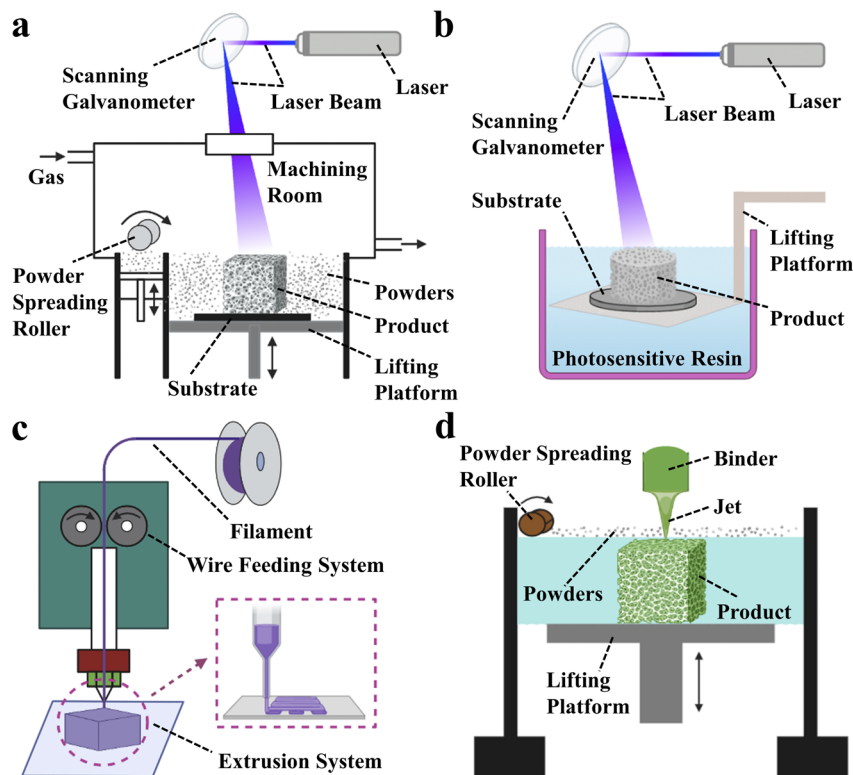 a
Scanning
Galvanometer
Laser Beam
Laser
Gas
Machining
Room
Powder
Spreading
Roller
Powders
Product
Substrate
Lifting
Platform
b
Scanning
Galvanometer
Laser Beam
Laser
Substrate
Lifting
Platform
Product
Photosensitive Resin
c
Filament
Wire Feeding System
Extrusion System
d
Powder Spreading
Roller
Binder
Jet
Powders
Product
Lifting
Platform